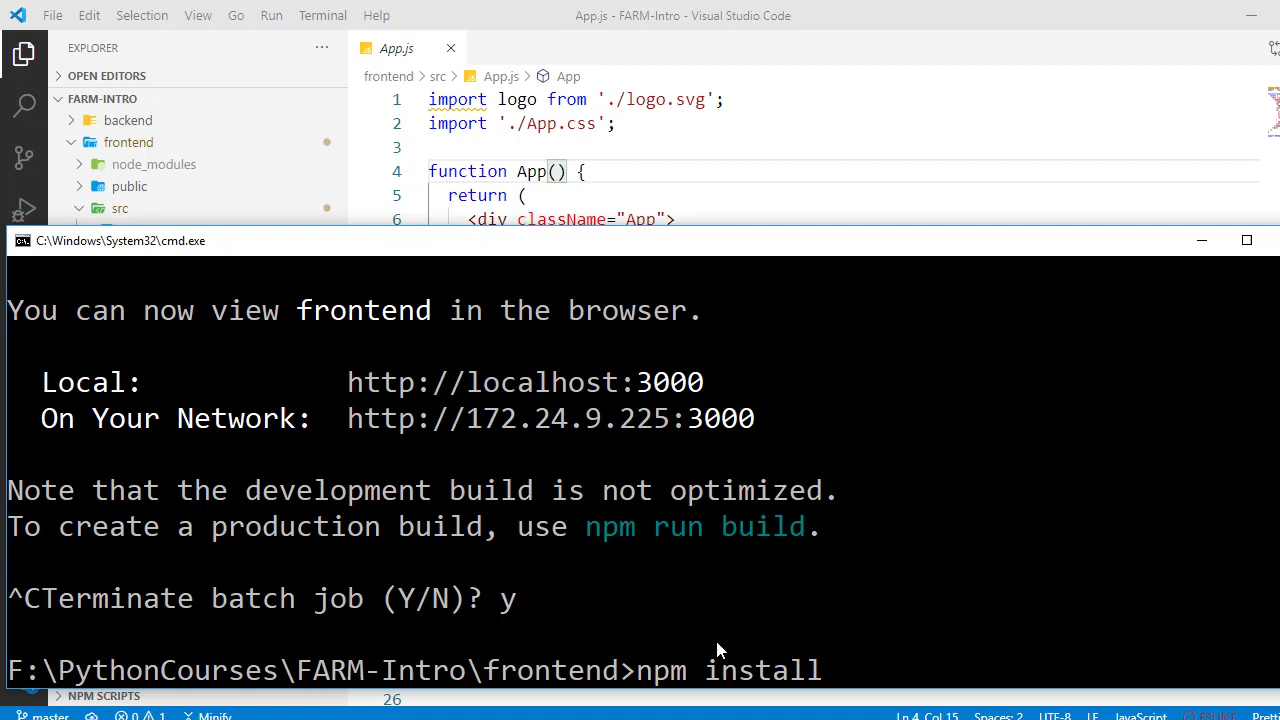 File Edit Selection View Go Run Terminal Help App.js - FARM-Intro - Visual Studio Code
EXPLORER
App.js
OPEN EDITORS
frontend > src > App.js > App
FARM-INTRO
backend
frontend
node_modules
public
src
1 import logo from './logo.svg';
2 import './App.css';
3
4 function App() {
5 return (
6 <div className="App">
C:\Windows\System32\cmd.exe
You can now view frontend in the browser.
Local: http://localhost:3000
On Your Network: http://172.24.9.225:3000
Note that the development build is not optimized.
To create a production build, use npm run build.
^CTerminate batch job (Y/N)? y
F:\PythonCourses\FARM-Intro\frontend>npm install
NPM SCRIPTS
26
master 0 1 Minify Ln 4, Col 15 Spaces: 2 UTF-8 LF JavaScript ESLINT